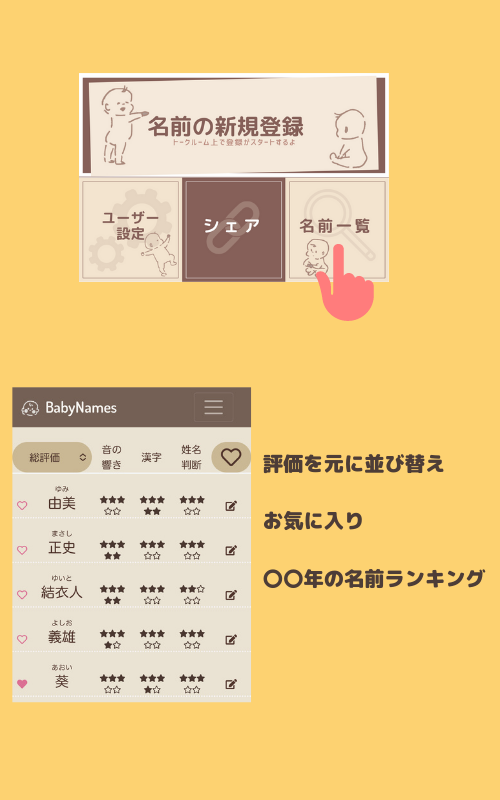 名前の新規登録
トークルーム上で登録がスタートするよ
ユーザー
設定
シェア
名前一覧
BabyNames
総評価
音の
響き
漢字
姓名
判断
ゆみ
由美
★★★ ★★★ ★★★
☆☆ ★★ ☆☆
まさし
正史
★★★ ★★★ ★★★
★★ ☆☆ ☆☆
ゆいと
結衣人
★★★ ★★★ ★★☆
★★ ☆☆ ☆☆
よしお
義雄
★★★ ★★★ ★★★
★☆ ☆☆ ☆☆
あおい
葵
★★★ ★★★ ★★★
☆☆ ★☆ ☆☆
評価を元に並び替え
お気に入り
〇〇年の名前ランキング